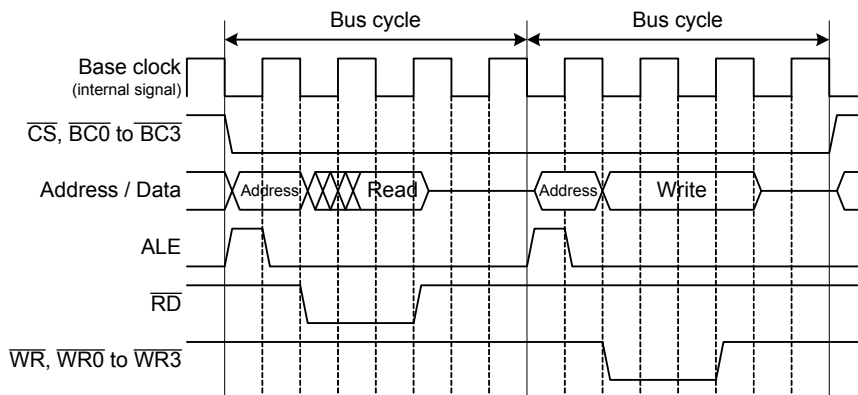 Bus cycle Bus cycle
Base clock
(internal signal)
CS, BC0 to BC3
Address / Data Address Read Address Write
ALE
RD
WR, WR0 to WR3